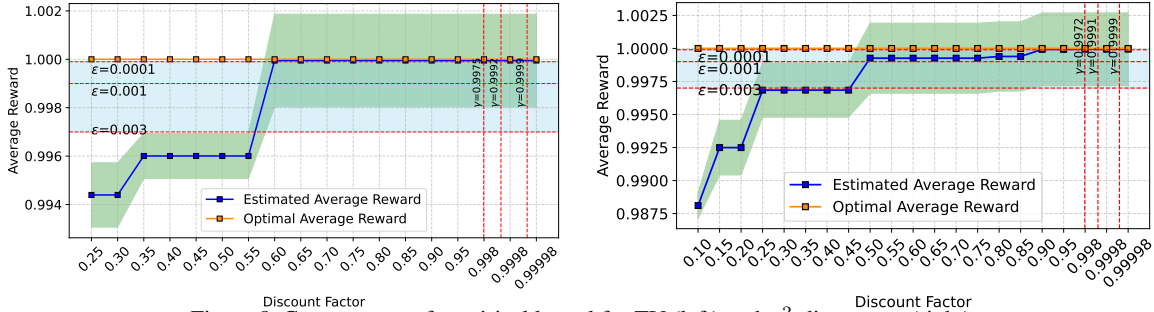 1.002
1.000
0.998
0.996
0.994
Average Reward
ε=0.0001
ε=0.001
ε=0.003
γ=0.9992
γ=0.9999
Estimated Average Reward
Optimal Average Reward
0.25 0.30 0.35 0.40 0.45 0.50 0.55 0.60 0.65 0.70 0.75 0.80 0.85 0.90 0.95 0.998 0.9998 0.99998
Discount Factor
1.0025
1.0000
0.9975
0.9950
0.9925
0.9900
0.9875
Average Reward
ε=0.0001
ε=0.001
ε=0.003
γ=0.9972
γ=0.9991
γ=0.9999
Estimated Average Reward
Optimal Average Reward
0.10 0.15 0.20 0.25 0.30 0.35 0.40 0.45 0.50 0.55 0.60 0.65 0.70 0.75 0.80 0.85 0.90 0.95 0.998 0.9998 0.99998
Discount Factor